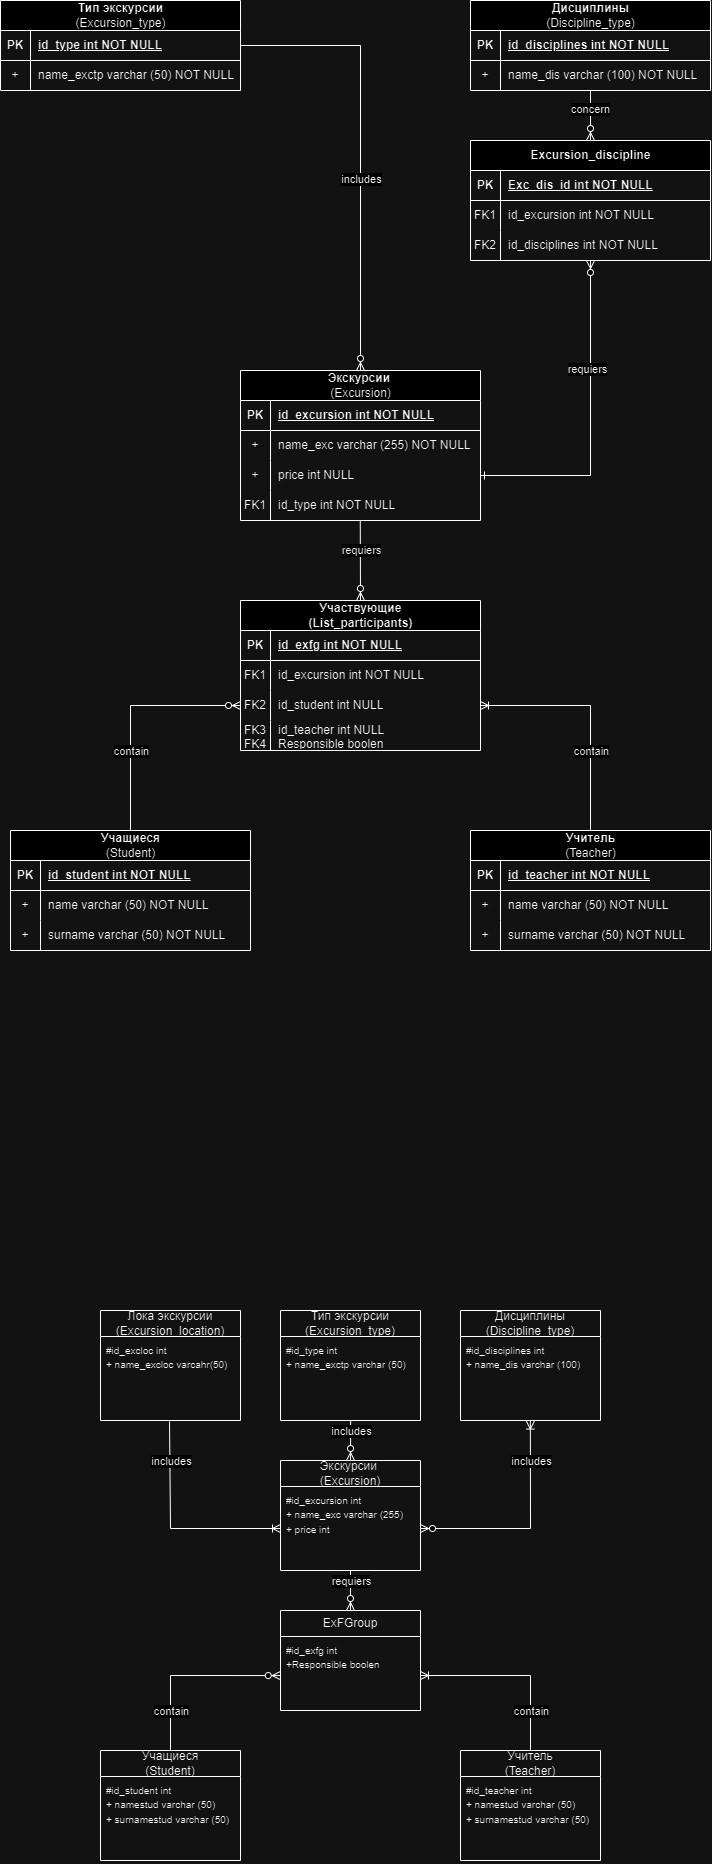 Тип экскурсии
(Excursion_type)
PK id_type int NOT NULL
+ name_exctp varchar (50) NOT NULL
Дисциплины
(Discipline_type)
PK id_disciplines int NOT NULL
+ name_dis varchar (100) NOT NULL
concern
Excursion_discipline
PK Exc_dis_id int NOT NULL
FK1 id_excursion int NOT NULL
FK2 id_disciplines int NOT NULL
includes
requiers
Экскурсии
(Excursion)
PK id_excursion int NOT NULL
+ name_exc varchar (255) NOT NULL
+ price int NULL
FK1 id_type int NOT NULL
requiers
Участвующие
(List_participants)
PK id_exfg int NOT NULL
FK1 id_excursion int NOT NULL
FK2 id_student int NULL
FK3 id_teacher int NULL
FK4 Responsible boolen
contain
contain
Учащиеся
(Student)
PK id_student int NOT NULL
+ name varchar (50) NOT NULL
+ surname varchar (50) NOT NULL
Учитель
(Teacher)
PK id_teacher int NOT NULL
+ name varchar (50) NOT NULL
+ surname varchar (50) NOT NULL
Лока экскурсии
(Excursion_location)
#id_excloc int
+ name_excloc varcahr(50)
Тип экскурсии
(Excursion_type)
#id_type int
+ name_exctp varchar (50)
Дисциплины
(Discipline_type)
#id_disciplines int
+ name_dis varchar (100)
includes
includes
includes
Экскурсии
(Excursion)
#id_excursion int
+ name_exc varchar (255)
+ price int
requiers
ExFGroup
#id_exfg int
+Responsible boolen
contain
contain
Учащиеся
(Student)
#id_student int
+ namestud varchar (50)
+ surnamestud varchar (50)
Учитель
(Teacher)
#id_teacher int
+ namestud varchar (50)
+ surnamestud varchar (50)